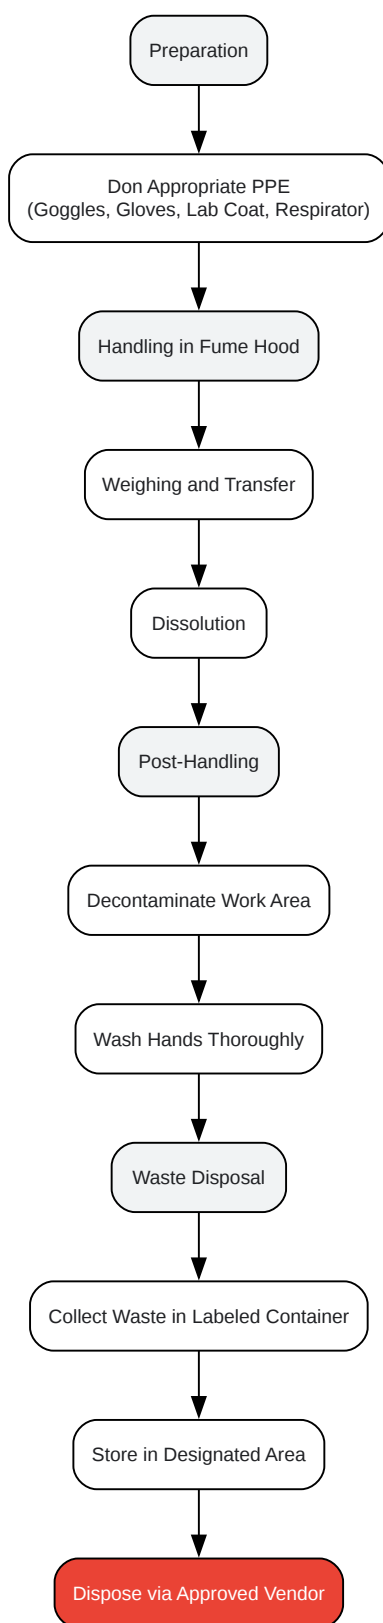 Preparation
Don Appropriate PPE
(Goggles, Gloves, Lab Coat, Respirator)
Handling in Fume Hood
Weighing and Transfer
Dissolution
Post-Handling
Decontaminate Work Area
Wash Hands Thoroughly
Waste Disposal
Collect Waste in Labeled Container
Store in Designated Area
Dispose via Approved Vendor